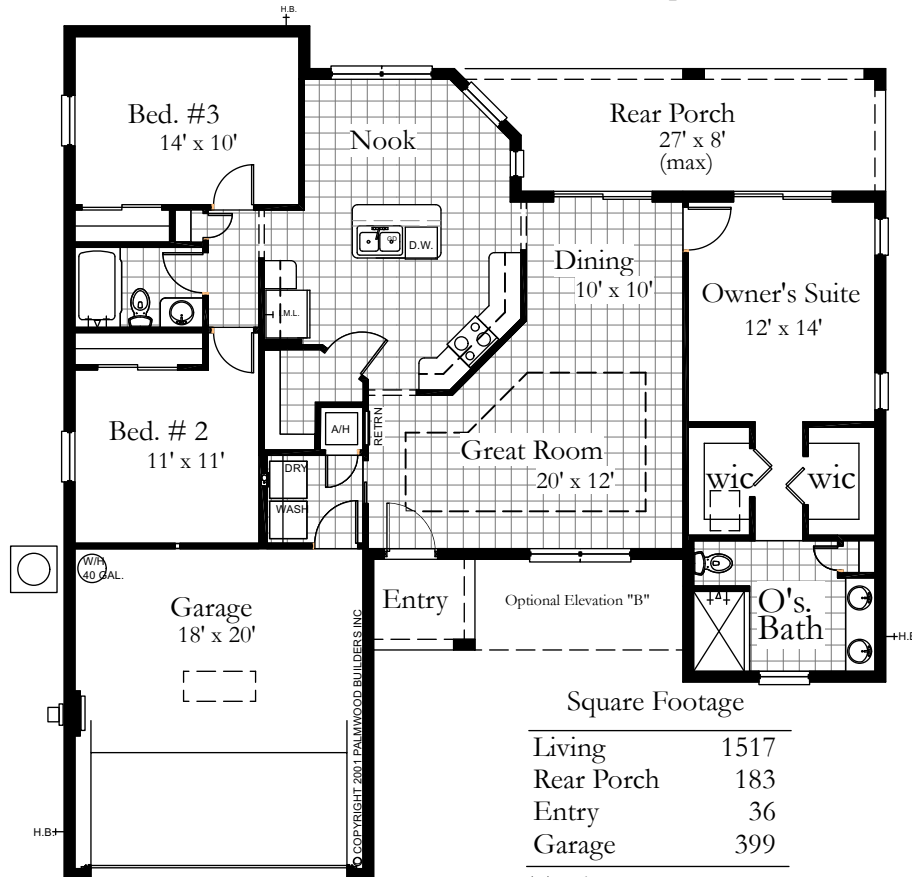 H.B.
Bed. #3
14' x 10'
Nook
Rear Porch
27' x 8'
(max)
GD
D.W.
Dining
10' x 10'
Owner's Suite
12' x 14'
I.M.L.
Bed. # 2
11' x 11'
A/H
RETRN
Great Room
20' x 12'
wic
wic
DRY
WASH
W/H
40 GAL.
Garage
18' x 20'
Entry
Optional Elevation "B"
O's.
Bath
H.B.
© COPYRIGHT 2001 PALMWOOD BUILDERS INC
H.B.
Square Footage
Living 1517
Rear Porch 183
Entry 36
Garage 399